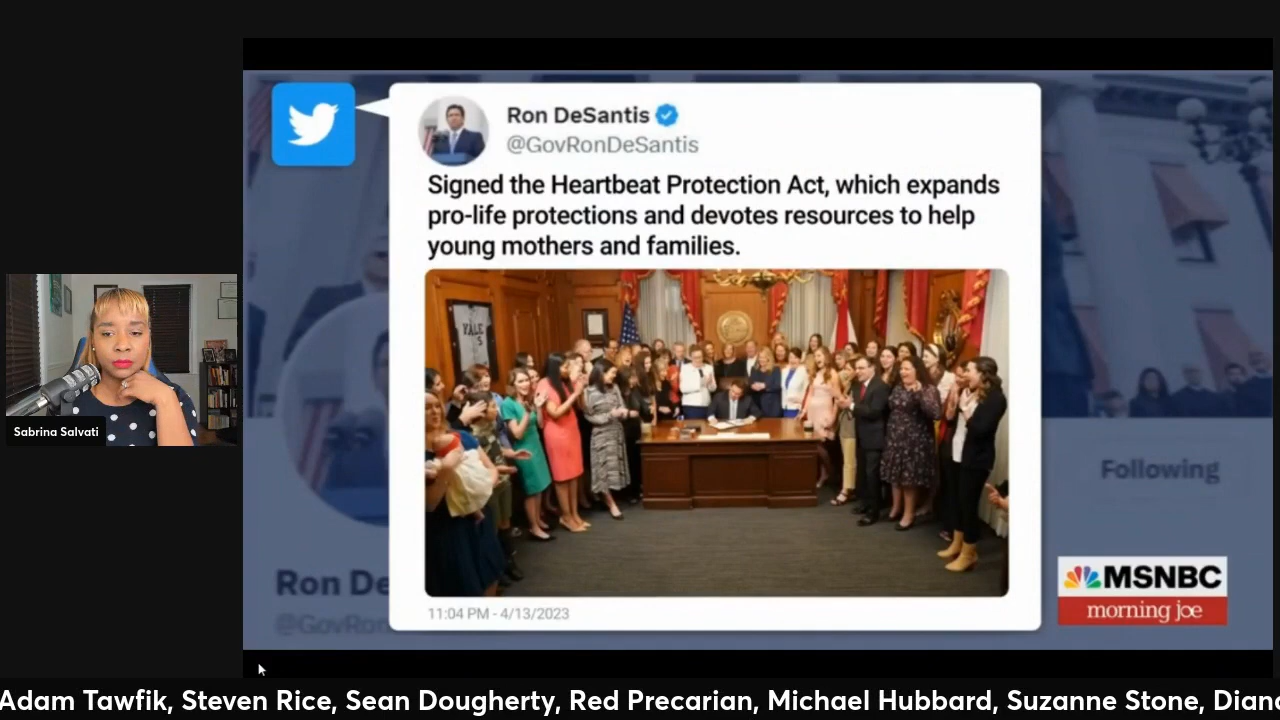 Ron DeSantis
@GovRonDeSantis
Signed the Heartbeat Protection Act, which expands
pro-life protections and devotes resources to help
young mothers and families.
YALE
11:04 PM - 4/13/2023
Following
Ron De
@GovRon
MSNBC
morning joe
Sabrina Salvati
Adam Tawfik, Steven Rice, Sean Dougherty, Red Precarian, Michael Hubbard, Suzanne Stone, Dian